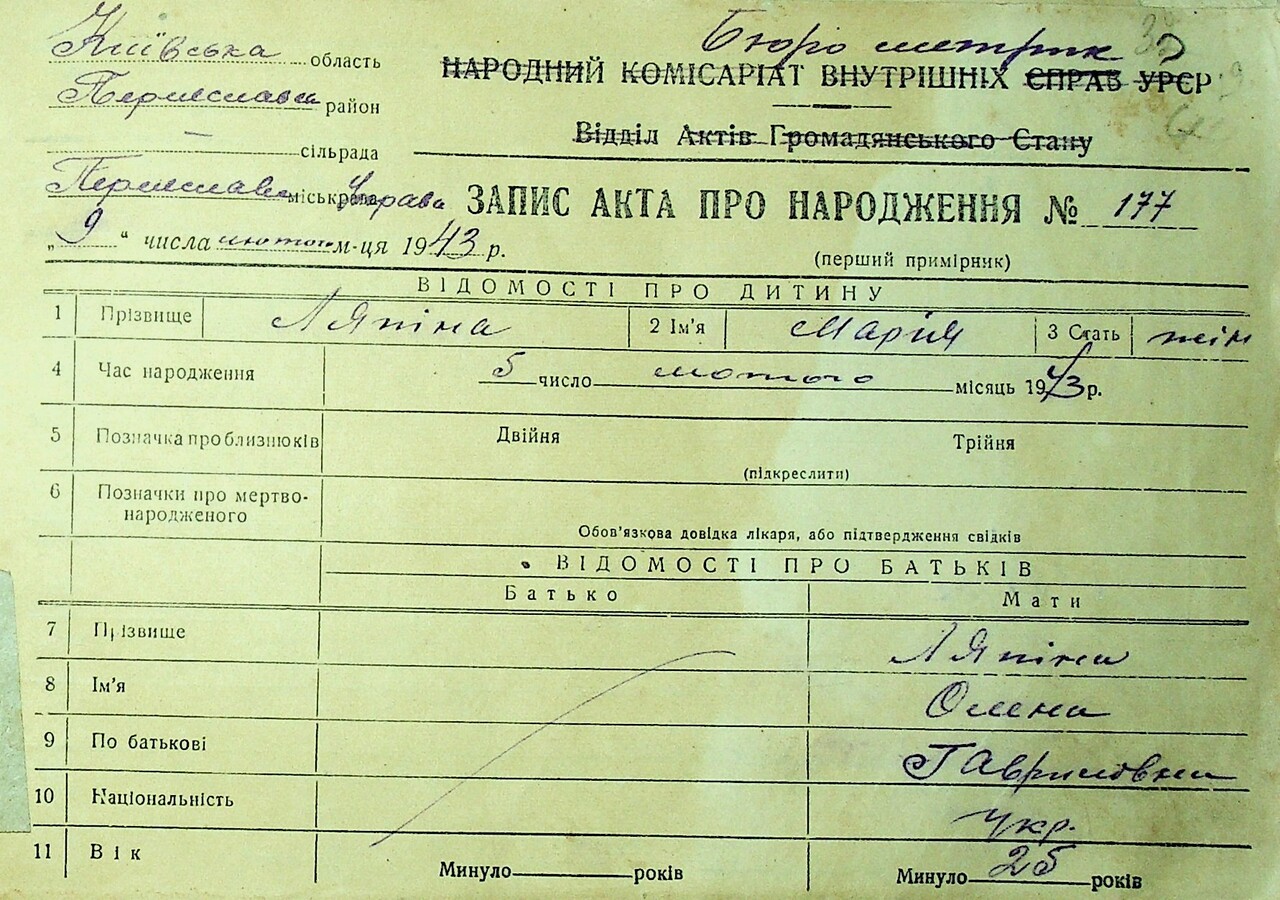 Київська область
Бюро метрик
НАРОДНИЙ КОМІСАРІАТ ВНУТРІШНІХ СПРАВ УРСР
Переяславськ район
Відділ Актів Громадянського Стану
сільрада
Переяславс міськрада Управа
ЗАПИС АКТА ПРО НАРОДЖЕННЯ № 177
„ 9 “ числа лютого м-ця 1943 р.
(перший примірник)
ВІДОМОСТІ ПРО ДИТИНУ
1 Прізвище Ляпіна 2 Ім'я Марія 3 Стать жін
4 Час народження 5 число лютого місяць 1943 р.
5 Позначка про близнюків Двійня Трійня
(підкреслити)
6 Позначки про мертво-
народженого
Обов'язкова довідка лікаря, або підтвердження свідків
ВІДОМОСТІ ПРО БАТЬКІВ
Батько Мати
7 Прізвище Ляпіна
8 Ім'я Олена
9 По батькові Гавриловна
10 Національність укр.
11 Вік Минуло років Минуло 25 років